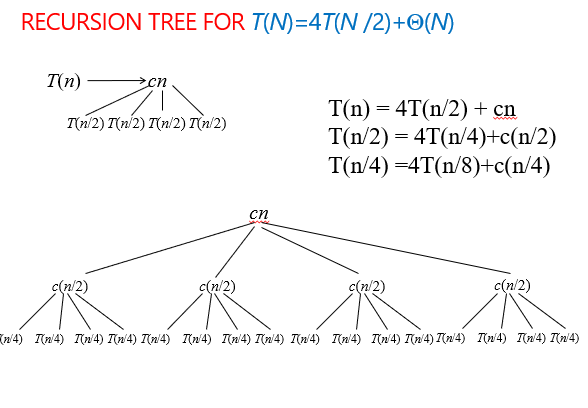 RECURSION TREE FOR T(N)=4T(N /2)+Θ(N)
T(n) cn
T(n/2) T(n/2) T(n/2) T(n/2)
T(n) = 4T(n/2) + cn
T(n/2) = 4T(n/4)+c(n/2)
T(n/4) =4T(n/8)+c(n/4)
cn
c(n/2) c(n/2) c(n/2) c(n/2)
(n/4) T(n/4) T(n/4) T(n/4) T(n/4) T(n/4) T(n/4) T(n/4) T(n/4) T(n/4) T(n/4) T(n/4) T(n/4) T(n/4) T(n/4) T(n/4)